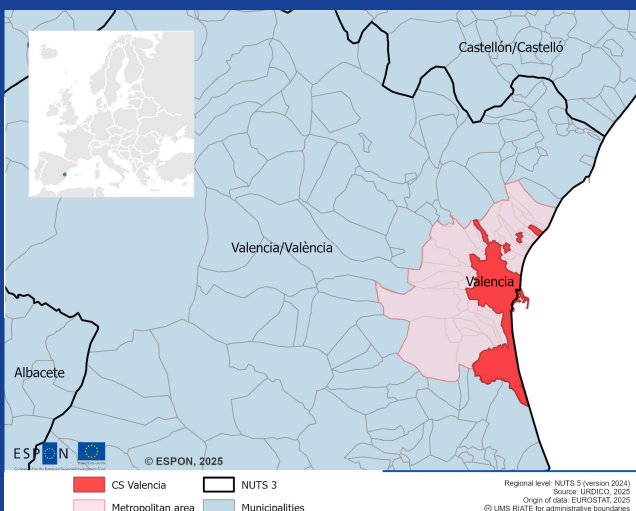 Castellón/Castelló
Valencia/València
Valencia
Albacete
ESPON
© ESPON, 2025
CS Valencia
NUTS 3
Metropolitan area
Municipalities
Regional level: NUTS 5 (version 2024)
Source: URDICO, 2025
Origin of data: EUROSTAT, 2025
UMS RIATE for administrative boundaries